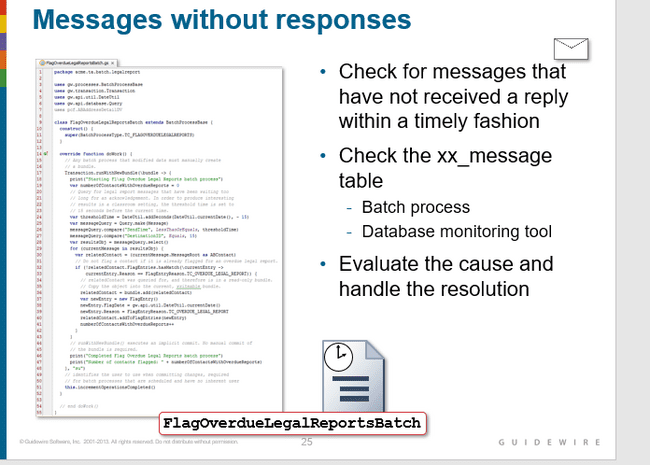 Messages without responses
FlagOverdueLegalReportsBatch.gs
package acme.ta.batch.legalreport
uses gw.processes.BatchProcessBase
uses gw.transaction.Transaction
uses gw.api.util.DateUtil
uses gw.api.database.Query
class FlagOverdueLegalReportsBatch extends BatchProcessBase {
construct() {
super(BatchProcessType.TC_FLAGOVERDUELEGALREPORTS)
}
override function doWork() {
// Any batch process that modifies data must manually create
// a bundle.
Transaction.runWithNewBundle(\bundle -> {
print("Starting Flag Overdue Legal Reports batch process")
var numberOfContactsWithOverdueReports = 0
// Query for legal report messages that have been waiting too
// long for an acknowledgement. In order to produce interesting
// results in a classroom setting, the threshold time is set to
// 10 seconds before the current time.
var thresholdTime = DateUtil.addSeconds(DateUtil.currentDate(), - 10)
var messageQuery = Query.make(Message)
messageQuery.compare("SendTime", LessThanOrEquals, thresholdTime)
messageQuery.compare("DestinationID", Equals, 15)
var resultsObj = messageQuery.select()
for (currentMessage in resultsObj) {
var relatedContact = (currentMessage.MessageRoot as ABContact)
// Do not flag a contact if it is already flagged for an overdue legal report.
if (!relatedContact.FlagEntries.hasMatch(\currentEntry ->
currentEntry.Reason == FlagEntryReason.TC_OVERDUE_LEGAL_REPORT)) {
// relatedContact was queried for, and therefore is in a read-only bundle.
// Copy the object into the current, writeable bundle.
relatedContact = bundle.add(relatedContact)
var newEntry = new FlagEntry()
newEntry.FlagDate = gw.api.util.DateUtil.currentDate()
newEntry.Reason = FlagEntryReason.TC_OVERDUE_LEGAL_REPORT
relatedContact.addToFlagEntries(newEntry)
numberOfContactsWithOverdueReports++
}
}
// runWithNewBundle() executes an implicit commit. No manual commit of
// the bundle is required.
print("Completed Flag Overdue Legal Reports batch process")
print("Number of contacts flagged: " + numberOfContactsWithOverdueReports)
}, "su")
// identifies the user to use when committing changes, required
// for batch processes that are scheduled and have no inherent user
this.incrementOperationsCompleted()
}
// end doWork()
}
• Check for messages that
have not received a reply
within a timely fashion
• Check the xx_message
table
- Batch process
- Database monitoring tool
• Evaluate the cause and
handle the resolution
FlagOverdueLegalReportsBatch
© Guidewire Software, Inc. 2001-2013. All rights reserved. Do not distribute without permission.
25
GUIDEWIRE